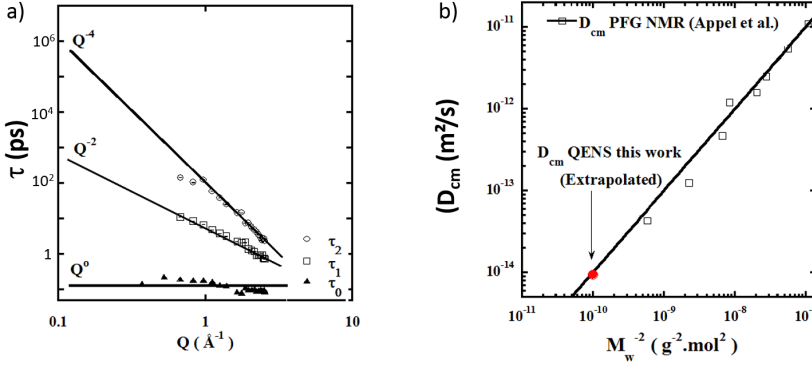 a)
10⁶
10⁴
10²
1
τ (ps)
Q⁻⁴
Q⁻²
Q⁰
τ₂
τ₁
τ₀
0.1 1 10
Q ( Å⁻¹)
b)
10⁻¹¹
10⁻¹²
10⁻¹³
10⁻¹⁴
(D_cm (m²/s)
D_cm PFG NMR (Appel et al.)
D_cm QENS this work
(Extrapolated)
10⁻¹¹ 10⁻¹⁰ 10⁻⁹ 10⁻⁸ 10⁻⁷
M_w⁻² ( g⁻².mol²)